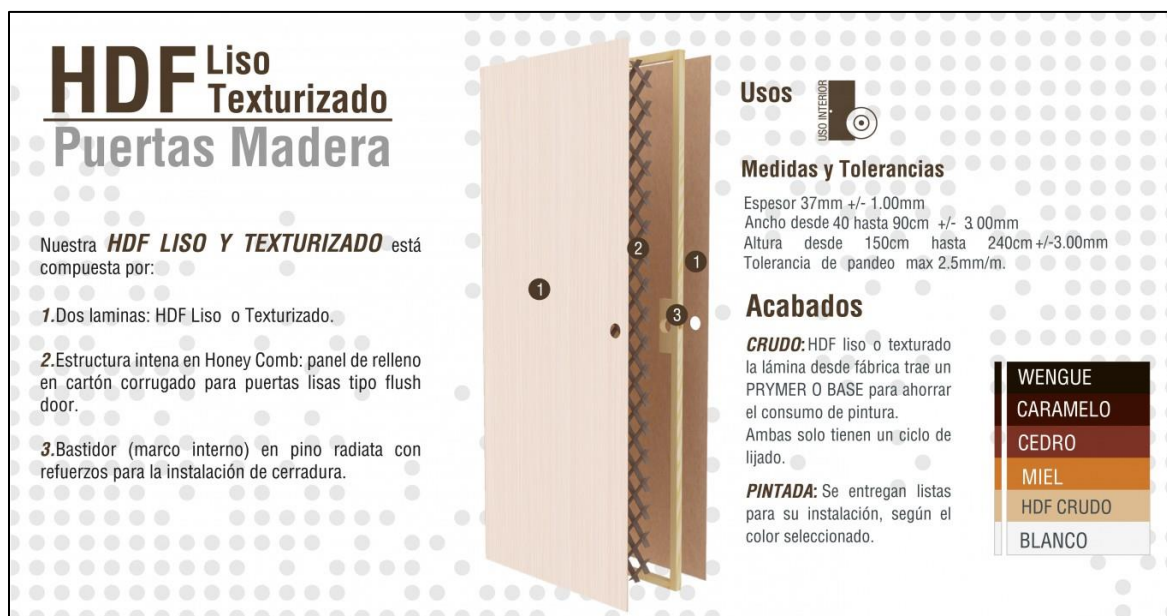 HDF Liso
Texturizado
Puertas Madera
Nuestra HDF LISO Y TEXTURIZADO está
compuesta por:
1.Dos laminas: HDF Liso o Texturizado.
2.Estructura intena en Honey Comb: panel de relleno
en cartón corrugado para puertas lisas tipo flush
door.
3.Bastidor (marco interno) en pino radiata con
refuerzos para la instalación de cerradura.
1
2
1
3
Usos
USO INTERIOR
Medidas y Tolerancias
Espesor 37mm +/- 1.00mm
Ancho desde 40 hasta 90cm +/- 3.00mm
Altura desde 150cm hasta 240cm +/-3.00mm
Tolerancia de pandeo max 2.5mm/m.
Acabados
CRUDO: HDF liso o texturado
la lámina desde fábrica trae un
PRYMER O BASE para ahorrar
el consumo de pintura.
Ambas solo tienen un ciclo de
lijado.
PINTADA: Se entregan listas
para su instalación, según el
color seleccionado.
WENGUE
CARAMELO
CEDRO
MIEL
HDF CRUDO
BLANCO